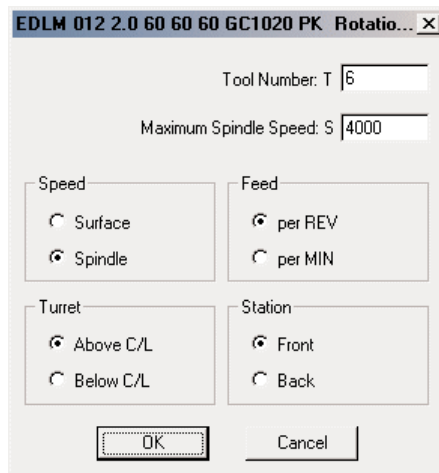 EDLM 012 2.0 60 60 60 GC1020 PK Rotatio...
Tool Number: T 6
Maximum Spindle Speed: S 4000
Speed
Surface
Spindle
Feed
per REV
per MIN
Turret
Above C/L
Below C/L
Station
Front
Back
OK
Cancel